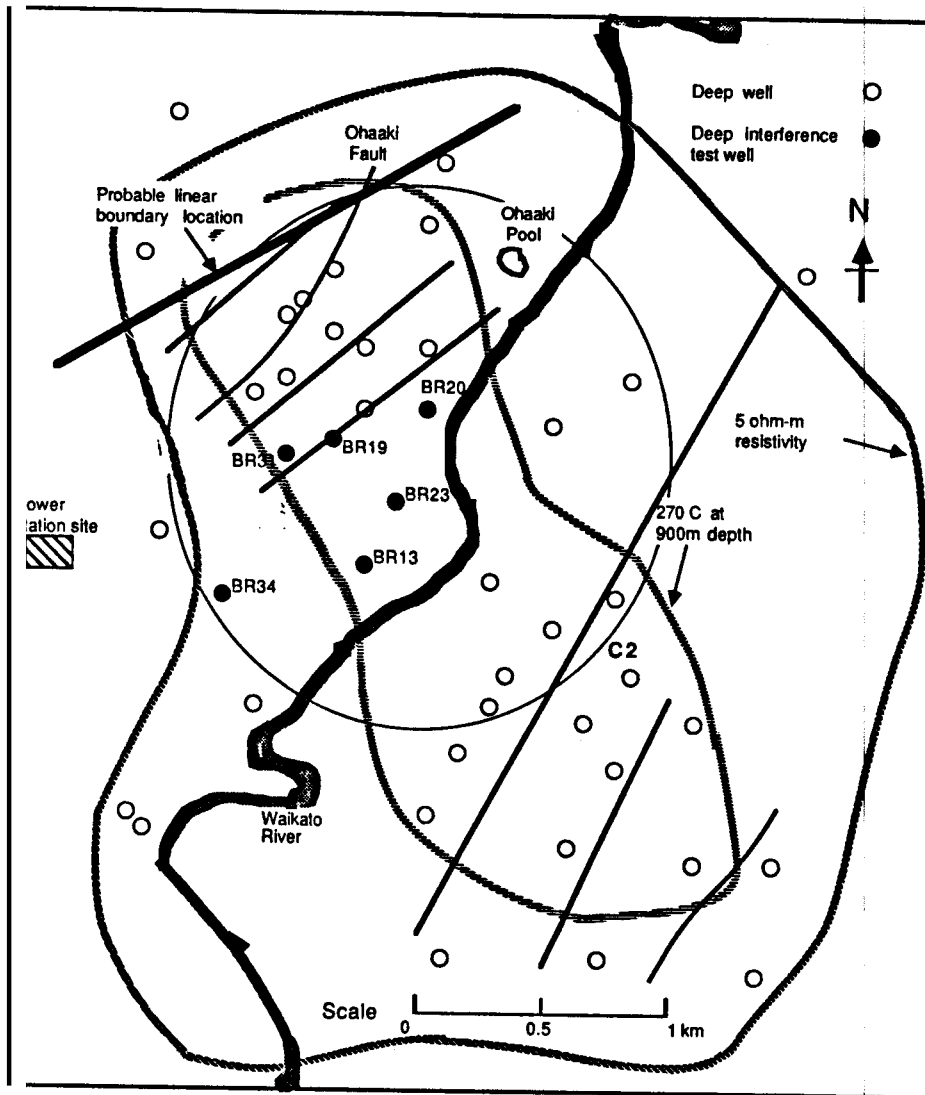 Deep well
Deep interference
test well
N
Ohaaki
Fault
Probable linear
boundary location
Ohaaki
Pool
BR20
BR19
BR23
BR13
BR34
5 ohm-m
resistivity
270 C at
900m depth
ower
ation site
C2
Waikato
River
Scale
0
0.5
1 km